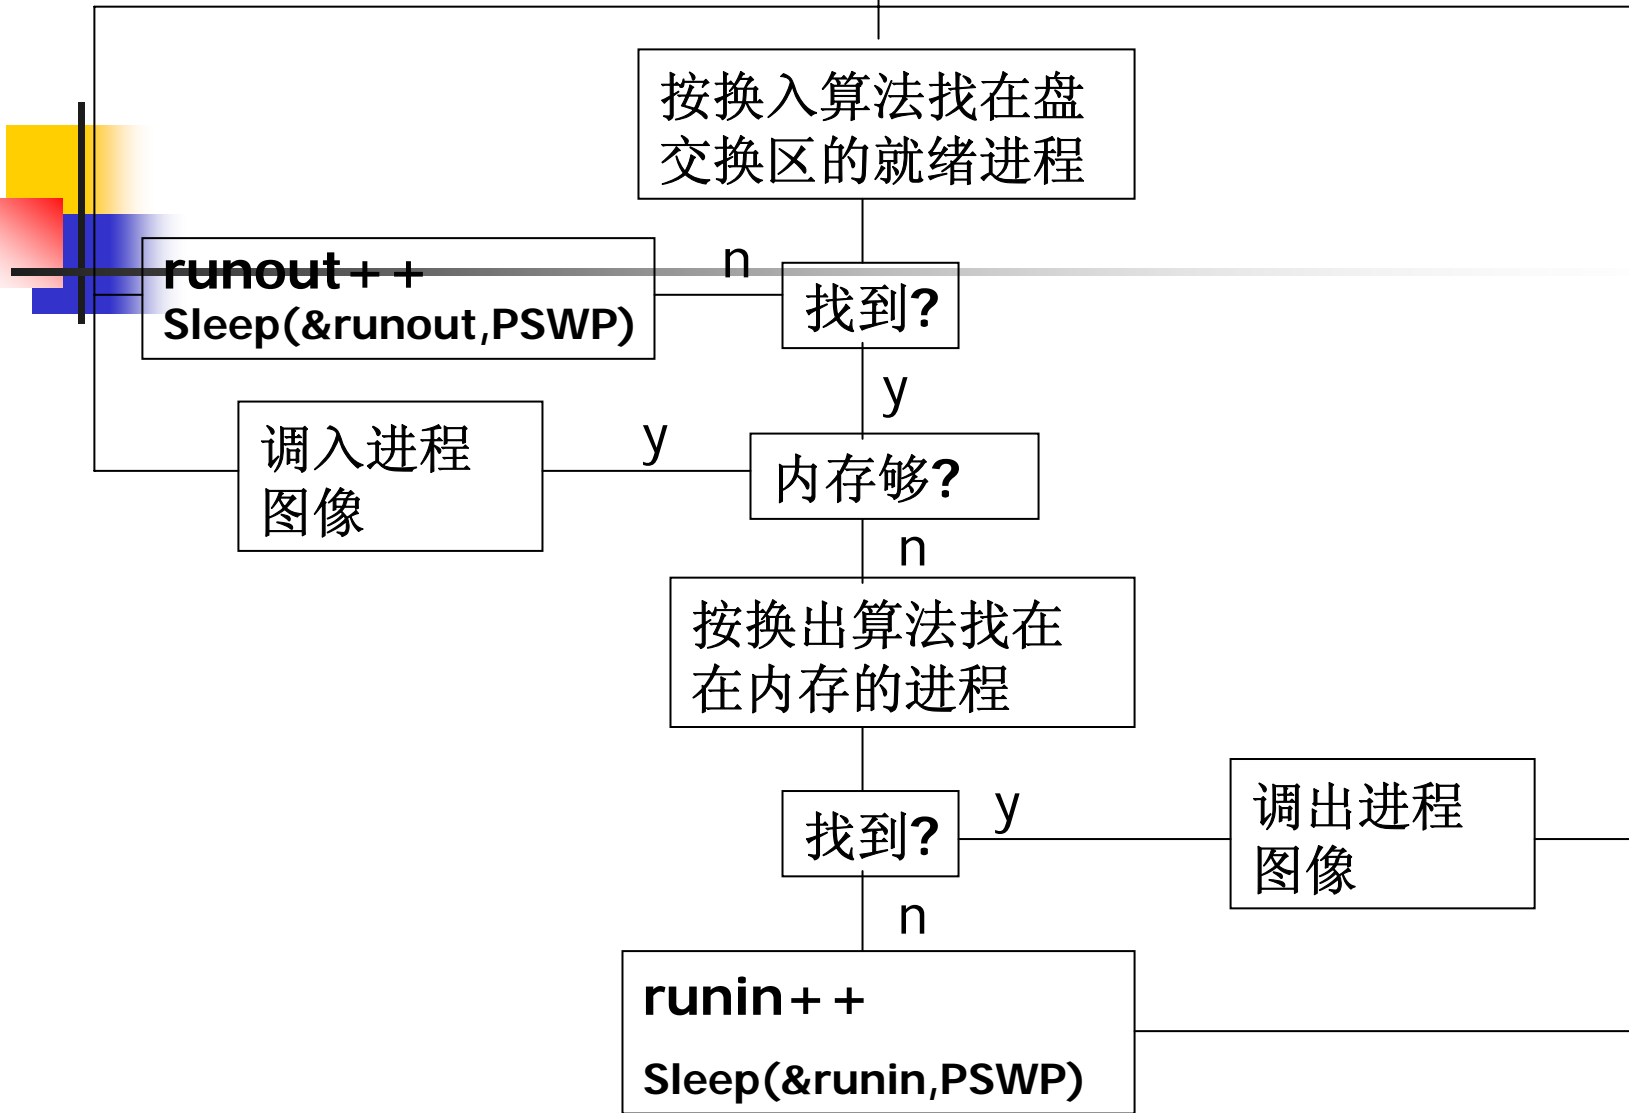 按换入算法找在盘
交换区的就绪进程
runout++
Sleep(&runout,PSWP)
n
找到?
y
调入进程
图像
y
内存够?
n
按换出算法找在
在内存的进程
找到?
y
调出进程
图像
n
runin++
Sleep(&runin,PSWP)